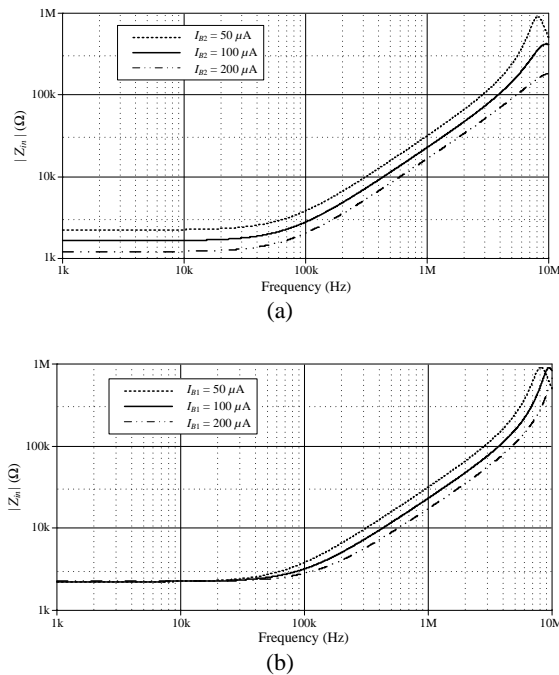 1M
100k
10k
1k
|Z_in| (Ω)
I_B2 = 50 µA
I_B2 = 100 µA
I_B2 = 200 µA
1k 10k 100k 1M 10M
Frequency (Hz)
(a)
1M
100k
10k
1k
|Z_in| (Ω)
I_B1 = 50 µA
I_B1 = 100 µA
I_B1 = 200 µA
1k 10k 100k 1M 10M
Frequency (Hz)
(b)